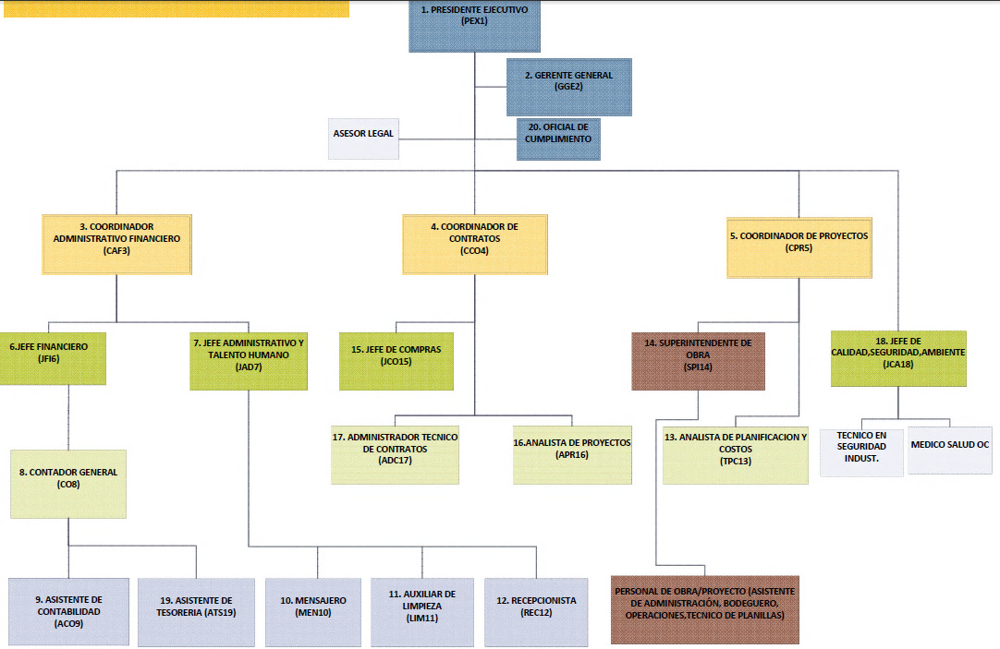 1. PRESIDENTE EJECUTIVO
(PEX1)
2. GERENTE GENERAL
(GGE2)
ASESOR LEGAL
20. OFICIAL DE
CUMPLIMIENTO
3. COORDINADOR
ADMINISTRATIVO FINANCIERO
(CAF3)
4. COORDINADOR DE
CONTRATOS
(CCO4)
5. COORDINADOR DE PROYECTOS
(CPR5)
6.JEFE FINANCIERO
(JFI6)
7. JEFE ADMINISTRATIVO Y
TALENTO HUMANO
(JAD7)
15. JEFE DE COMPRAS
(JCO15)
14. SUPERINTENDENTE DE
OBRA
(SPI14)
18. JEFE DE
CALIDAD,SEGURIDAD,AMBIENTE
(JCA18)
17. ADMINISTRADOR TECNICO
DE CONTRATOS
(ADC17)
16.ANALISTA DE PROYECTOS
(APR16)
13. ANALISTA DE PLANIFICACION Y
COSTOS
(TPC13)
TECNICO EN
SEGURIDAD
INDUST.
MEDICO SALUD OC
8. CONTADOR GENERAL
(CO8)
9. ASISTENTE DE
CONTABILIDAD
(ACO9)
19. ASISTENTE DE
TESORERIA (ATS19)
10. MENSAJERO
(MEN10)
11. AUXILIAR DE
LIMPIEZA
(LIM11)
12. RECEPCIONISTA
(REC12)
PERSONAL DE OBRA/PROYECTO (ASISTENTE
DE ADMINISTRACIÓN, BODEGUERO,
OPERACIONES,TECNICO DE PLANILLAS)